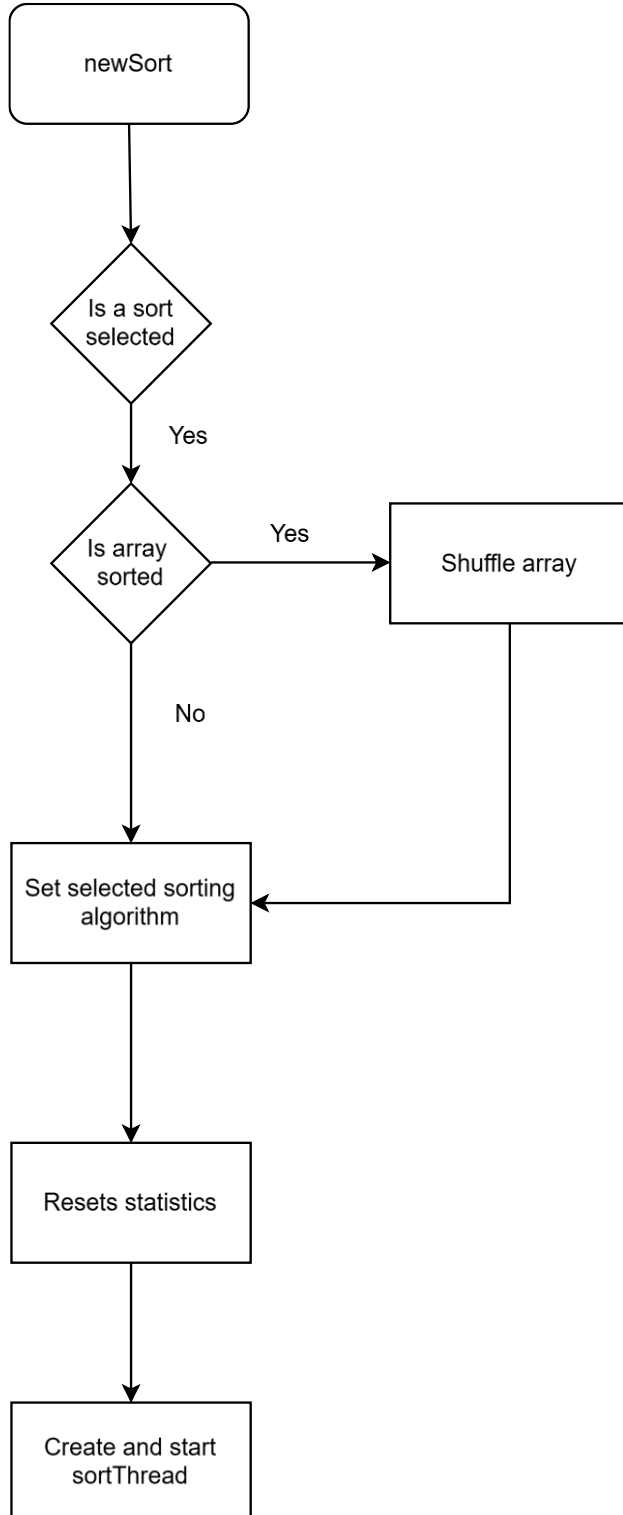 newSort
Is a sort
selected
Yes
Is array
sorted
Yes
Shuffle array
No
Set selected sorting
algorithm
Resets statistics
Create and start
sortThread